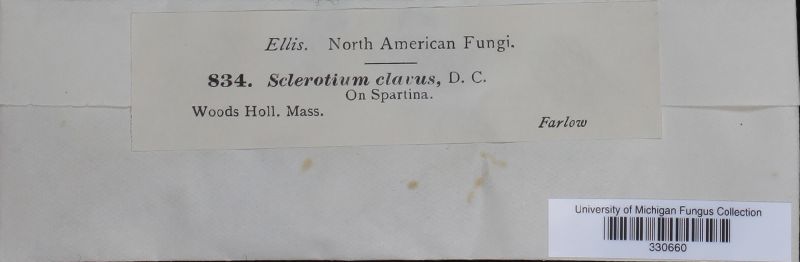 Ellis. North American Fungi.
834. Sclerotium clavus, D. C.
On Spartina.
Woods Holl. Mass.
Farlow
University of Michigan Fungus Collection
330660